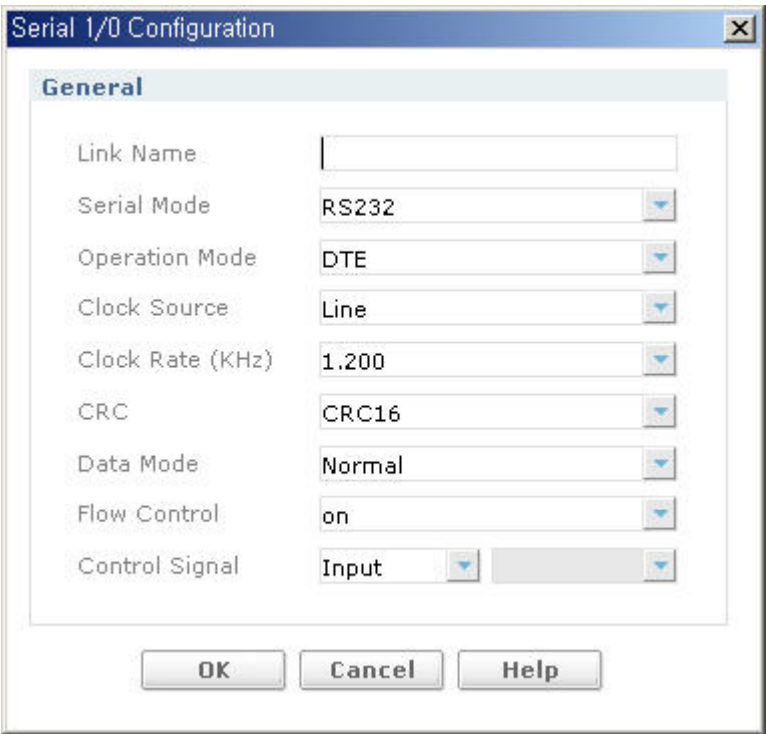 Serial 1/0 Configuration
General
Link Name
Serial Mode RS232
Operation Mode DTE
Clock Source Line
Clock Rate (KHz) 1.200
CRC CRC16
Data Mode Normal
Flow Control on
Control Signal Input
OK Cancel Help